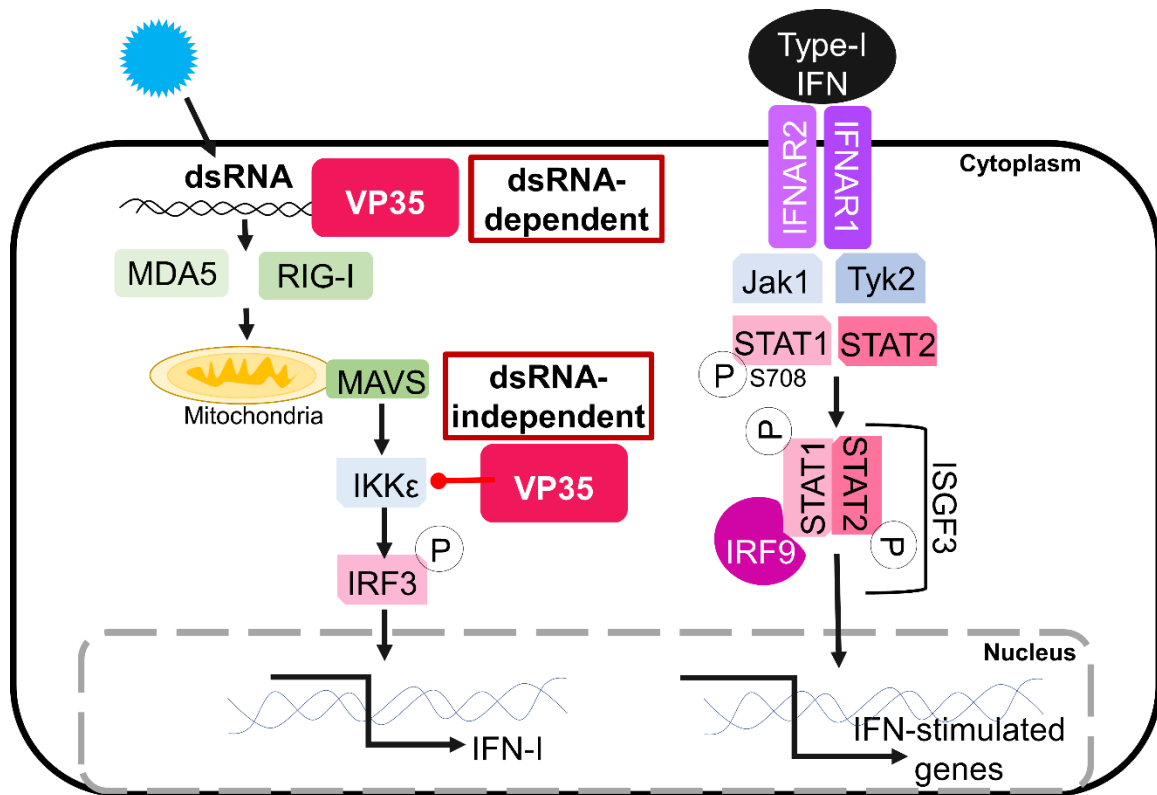 dsRNA
VP35
dsRNA-
dependent
MDA5
RIG-I
MAVS
Mitochondria
dsRNA-
independent
IKKε
VP35
P
IRF3
IFN-I
Type-I
IFN
IFNAR2
IFNAR1
Cytoplasm
Jak1
Tyk2
STAT1
STAT2
P
S708
P
STAT1
STAT2
IRF9
P
ISGF3
Nucleus
IFN-stimulated
genes